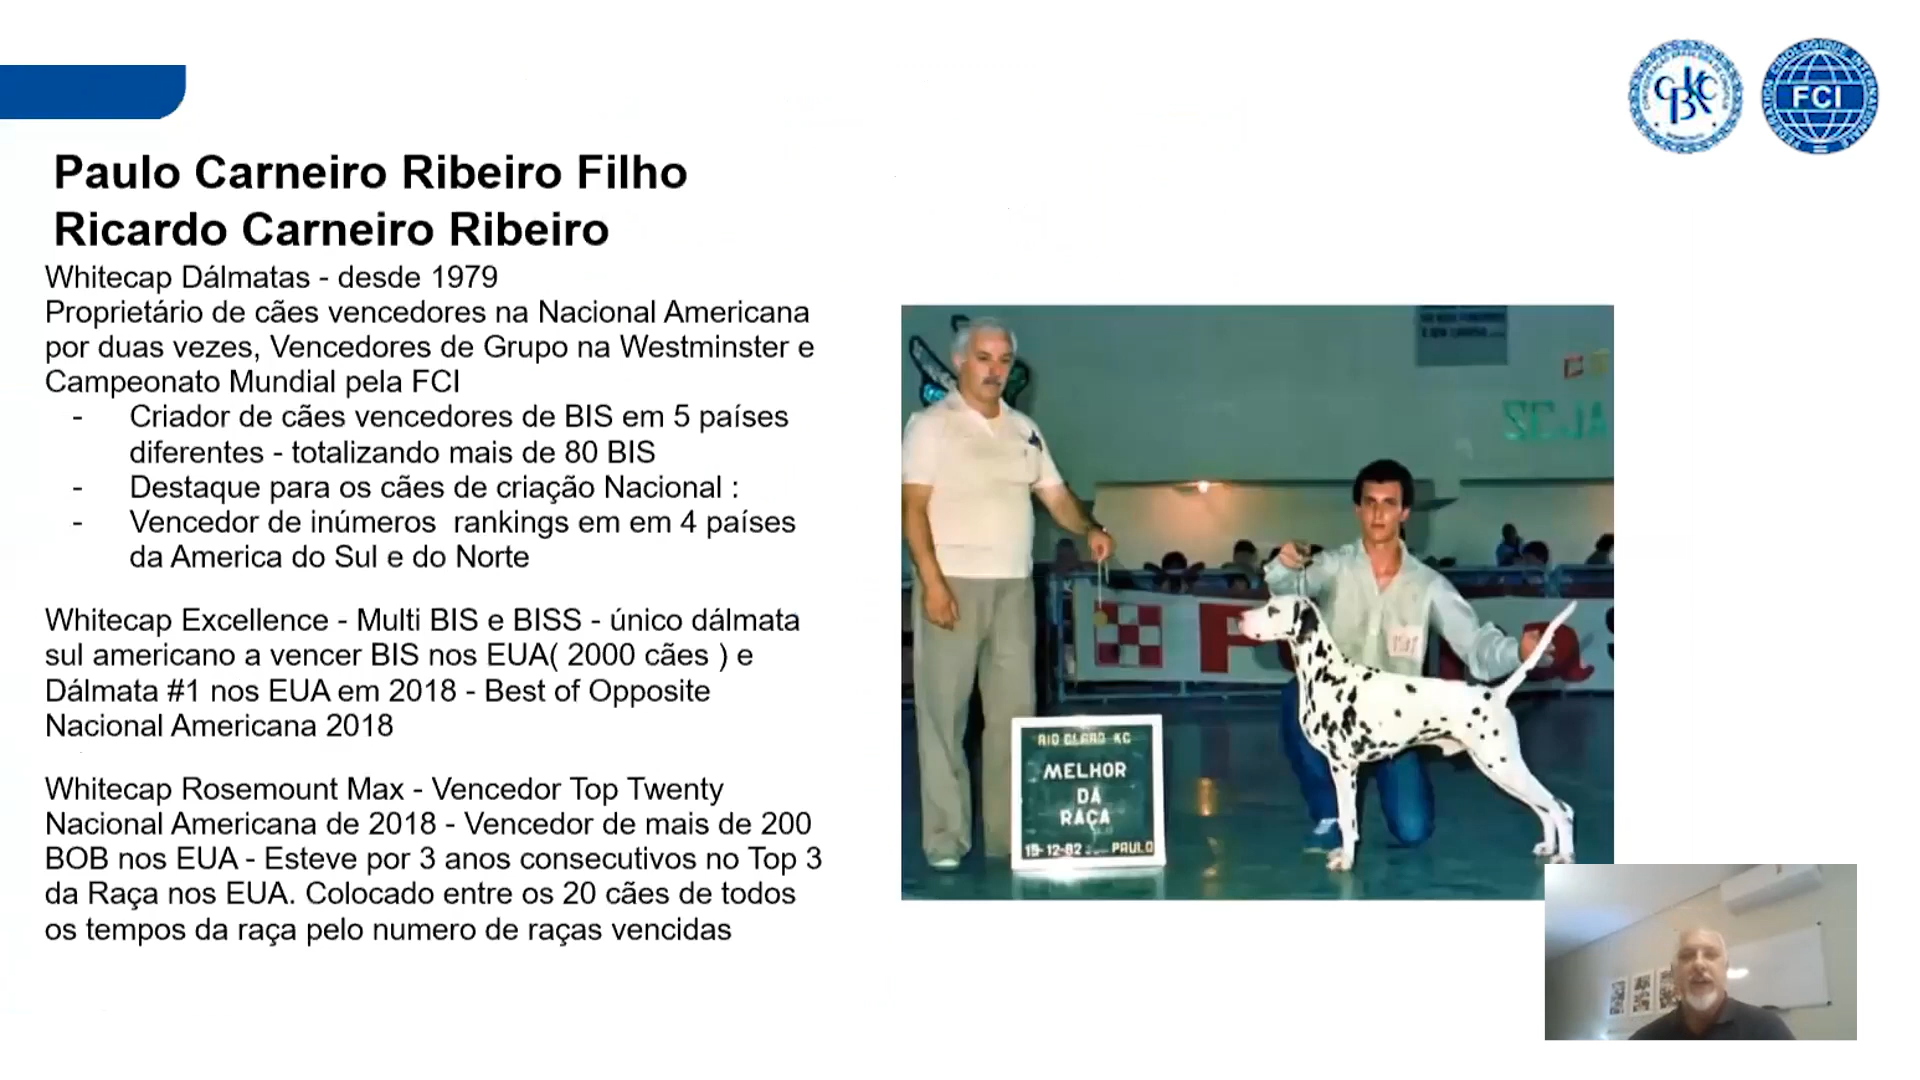 CBKC
FCI
FEDERATION CYNOLOGIQUE INTERNATIONALE
Paulo Carneiro Ribeiro Filho
Ricardo Carneiro Ribeiro
Whitecap Dálmatas - desde 1979
Proprietário de cães vencedores na Nacional Americana
por duas vezes, Vencedores de Grupo na Westminster e
Campeonato Mundial pela FCI
- Criador de cães vencedores de BIS em 5 países
diferentes - totalizando mais de 80 BIS
- Destaque para os cães de criação Nacional :
- Vencedor de inúmeros rankings em em 4 países
da America do Sul e do Norte
Whitecap Excellence - Multi BIS e BISS - único dálmata
sul americano a vencer BIS nos EUA( 2000 cães ) e
Dálmata #1 nos EUA em 2018 - Best of Opposite
Nacional Americana 2018
Whitecap Rosemount Max - Vencedor Top Twenty
Nacional Americana de 2018 - Vencedor de mais de 200
BOB nos EUA - Esteve por 3 anos consecutivos no Top 3
da Raça nos EUA. Colocado entre os 20 cães de todos
os tempos da raça pelo numero de raças vencidas
SEJA
RIO CLARO KC
MELHOR
DA
RAÇA
PAULO